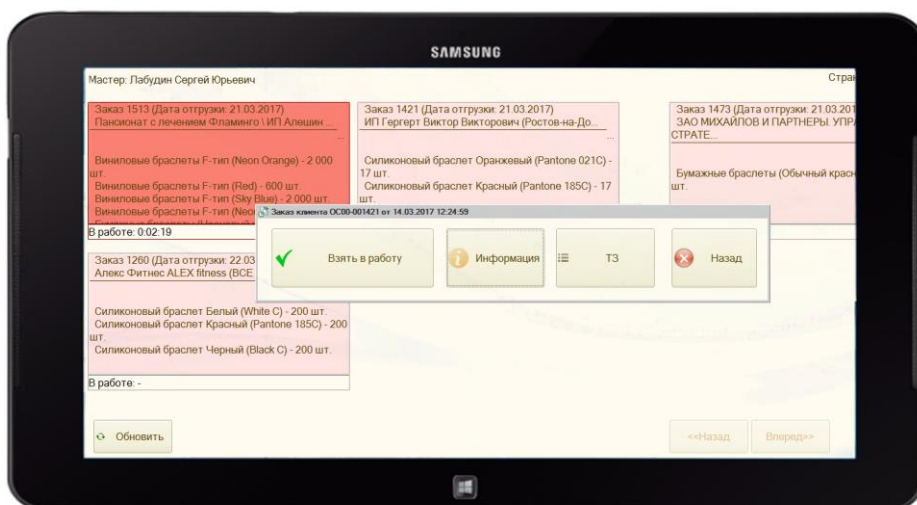 SAMSUNG
Мастер: Лабудин Сергей Юрьевич
Стран
Заказ 1513 (Дата отгрузки: 21.03.2017)
Пансионат с лечением Фламинго \ ИП Алешин ...
...
Виниловые браслеты F-тип (Neon Orange) - 2 000
шт.
Виниловые браслеты F-тип (Red) - 600 шт.
Виниловые браслеты F-тип (Sky Blue) - 2 000 шт.
Виниловые браслеты F-тип (Neon
В работе: 0:02:19
Заказ 1421 (Дата отгрузки: 21.03.2017)
ИП Гергерт Виктор Викторович (Ростов-на-До...
...
Силиконовый браслет Оранжевый (Pantone 021C) -
17 шт.
Силиконовый браслет Красный (Pantone 185C) - 17
шт.
Заказ 1473 (Дата отгрузки: 21.03.201
ЗАО МИХАЙЛОВ И ПАРТНЕРЫ. УПРА
СТРАТЕ...
Бумажные браслеты (Обычный красн
шт.
Заказ клиента ОС00-001421 от 14.03.2017 12:24:59
Взять в работу
Информация
ТЗ
Назад
Заказ 1260 (Дата отгрузки: 22.03
Алекс Фитнес ALEX fitness (ВСЕ
Силиконовый браслет Белый (White C) - 200 шт.
Силиконовый браслет Красный (Pantone 185C) - 200
шт.
Силиконовый браслет Черный (Black C) - 200 шт.
В работе: -
Обновить
<<Назад
Вперед>>